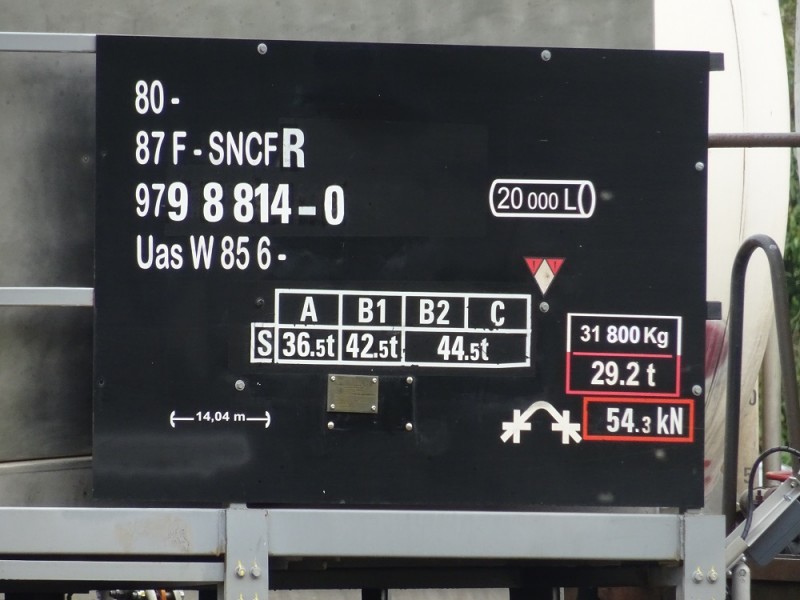 80 -
87 F - SNCF R
979 8 814 - 0
20 000 L
Uas W 85 6 -
A B1 B2 C
S 36.5t 42.5t 44.5t
31 800 Kg
29.2 t
14,04 m
54.3 kN